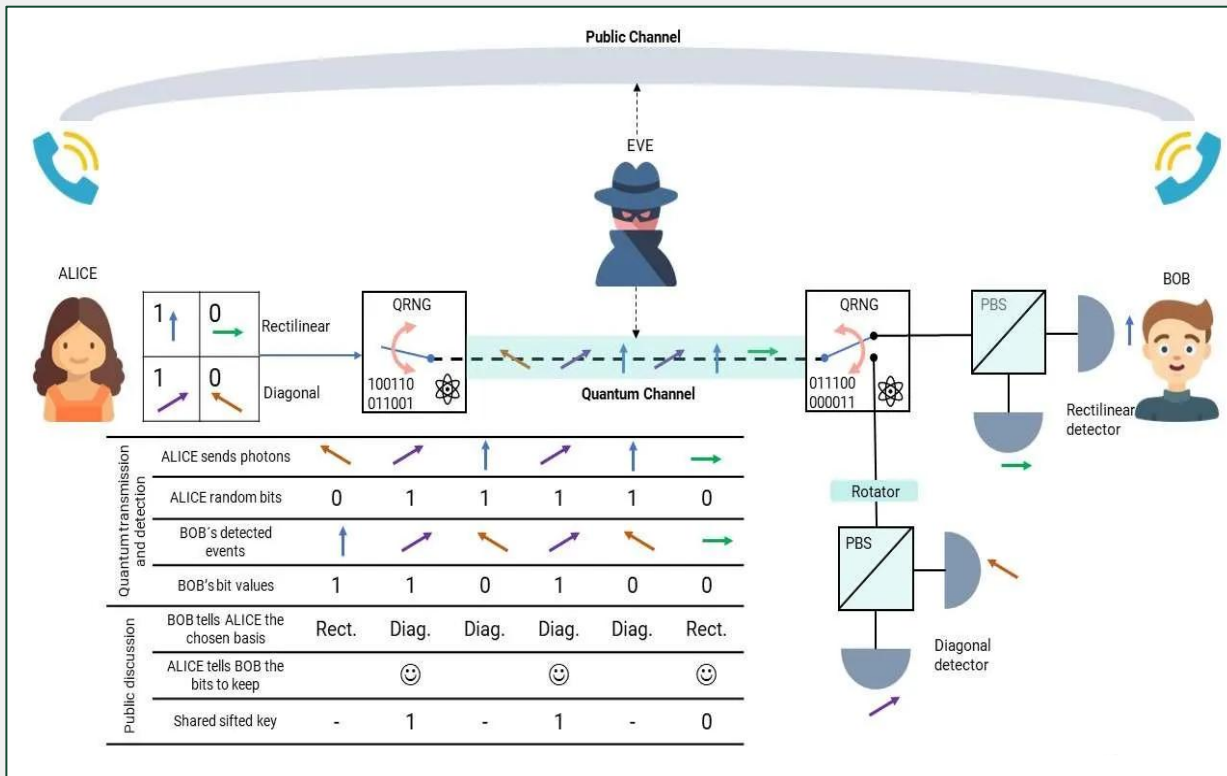 Public Channel
EVE
ALICE
1 0 Rectilinear
1 0 Diagonal
QRNG
100110
011001
Quantum Channel
QRNG
011100
000011
PBS
BOB
Rectilinear
detector
Rotator
PBS
Diagonal
detector
Quantum transmission
and detection
ALICE sends photons
ALICE random bits 0 1 1 1 1 0
BOB´s detected
events
BOB's bit values 1 1 0 1 0 0
Public discussion
BOB tells ALICE the
chosen basis Rect. Diag. Diag. Diag. Diag. Rect.
ALICE tells BOB the
bits to keep
Shared sifted key - 1 - 1 - 0